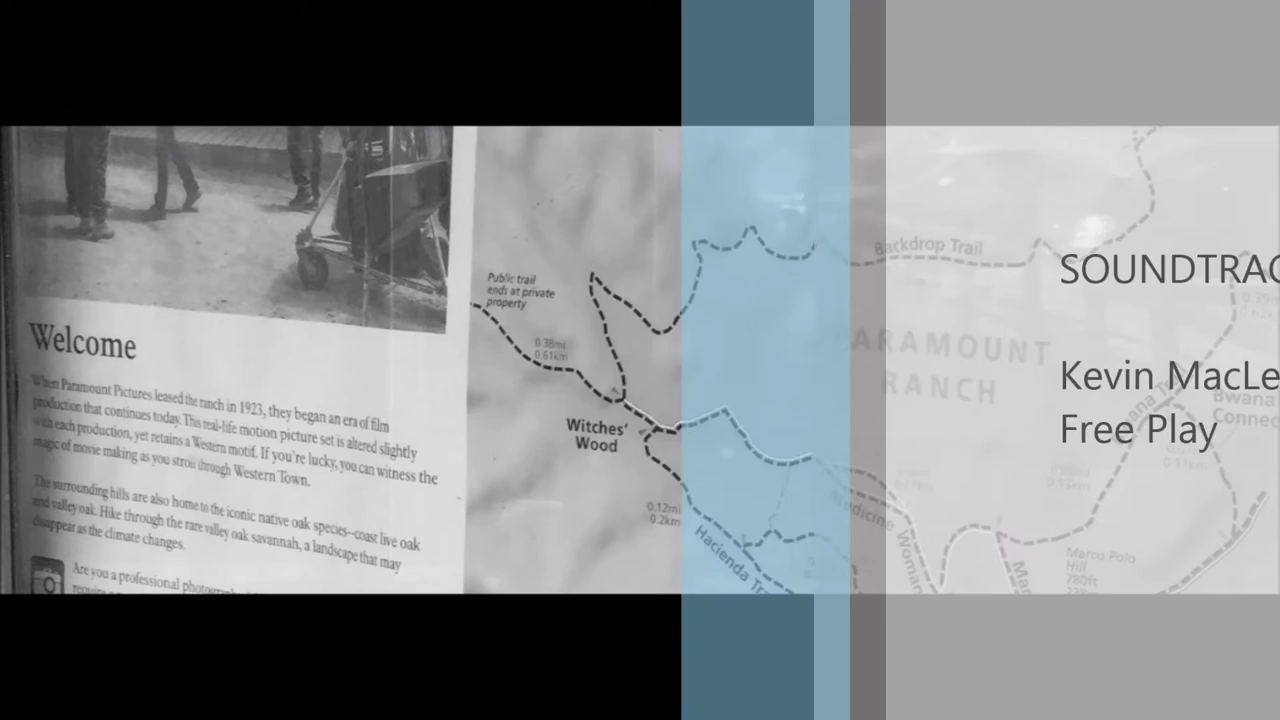 Welcome
When Paramount Pictures leased the ranch in 1923, they began an era of film
production that continues today. This real-life motion picture set is altered slightly
with each production, yet retains a Western motif. If you're lucky, you can witness the
magic of movie making as you stroll through Western Town.
The surrounding hills are also home to the iconic native oak species--coast live oak
and valley oak. Hike through the rare valley oak savannah, a landscape that may
disappear as the climate changes.
Are you a professional
Public trail
ends at private
property
0.38mi
0.61km
Witches'
Wood
0.12mi
0.2km
Hacienda
Backdrop Trail
PARAMOUNT
RANCH
Medicine
Woman
Marco Polo
Hill
780ft
Bwana
SOUNDTRAC
Kevin MacLe
Free Play